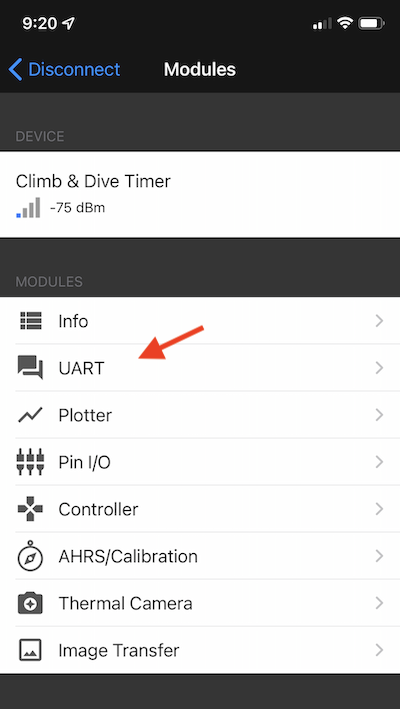 9:20
Disconnect
Modules
DEVICE
Climb & Dive Timer
-75 dBm
MODULES
Info
UART
Plotter
Pin I/O
Controller
AHRS/Calibration
Thermal Camera
Image Transfer